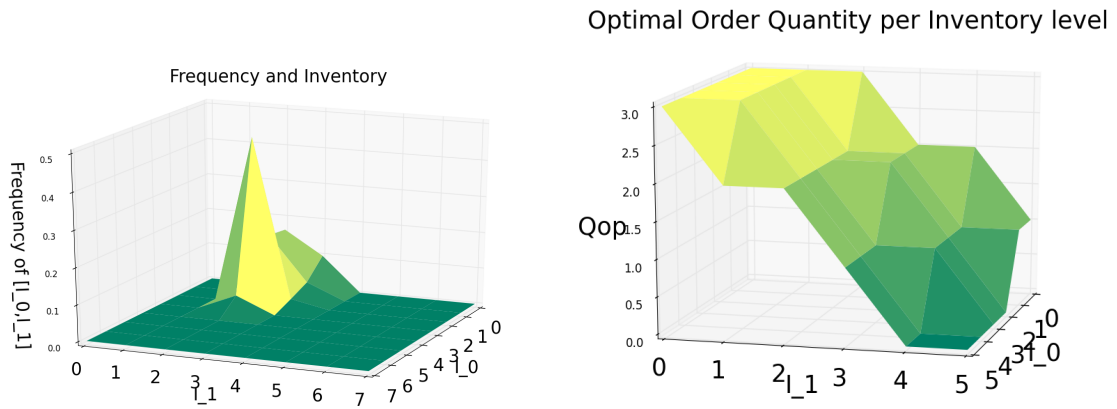 Optimal Order Quantity per Inventory level
Frequency and Inventory
Frequency of [I_0,I_1]
0.5
0.4
0.3
0.2
0.1
0.0
0 1 2 3 4 5 6 7
I_1
7 6 5 4 3 2 1 0
I_0
Qop
3.0
2.5
2.0
1.5
1.0
0.5
0.0
0 1 2 3 4 5
I_1
5 4 3 2 1 0
I_0